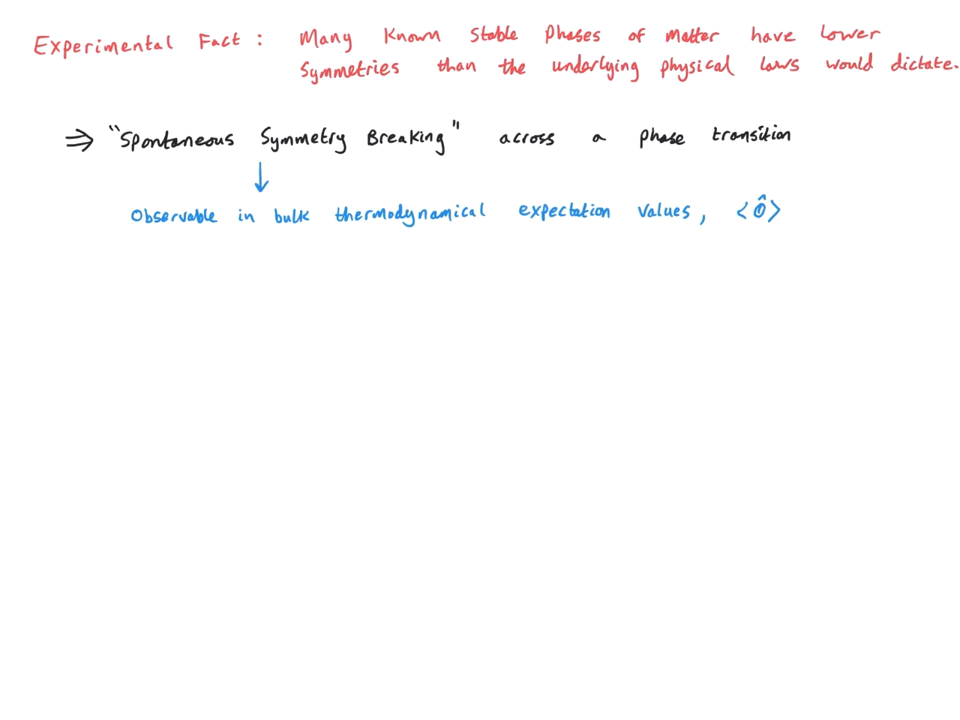 Experimental Fact : Many Known Stable Phases of matter have lower
Symmetries than the underlying physical laws would dictate.
⇒ "Spontaneous Symmetry Breaking" across a phase transition
↓
Observable in bulk thermodynamical expectation values, <Ô>